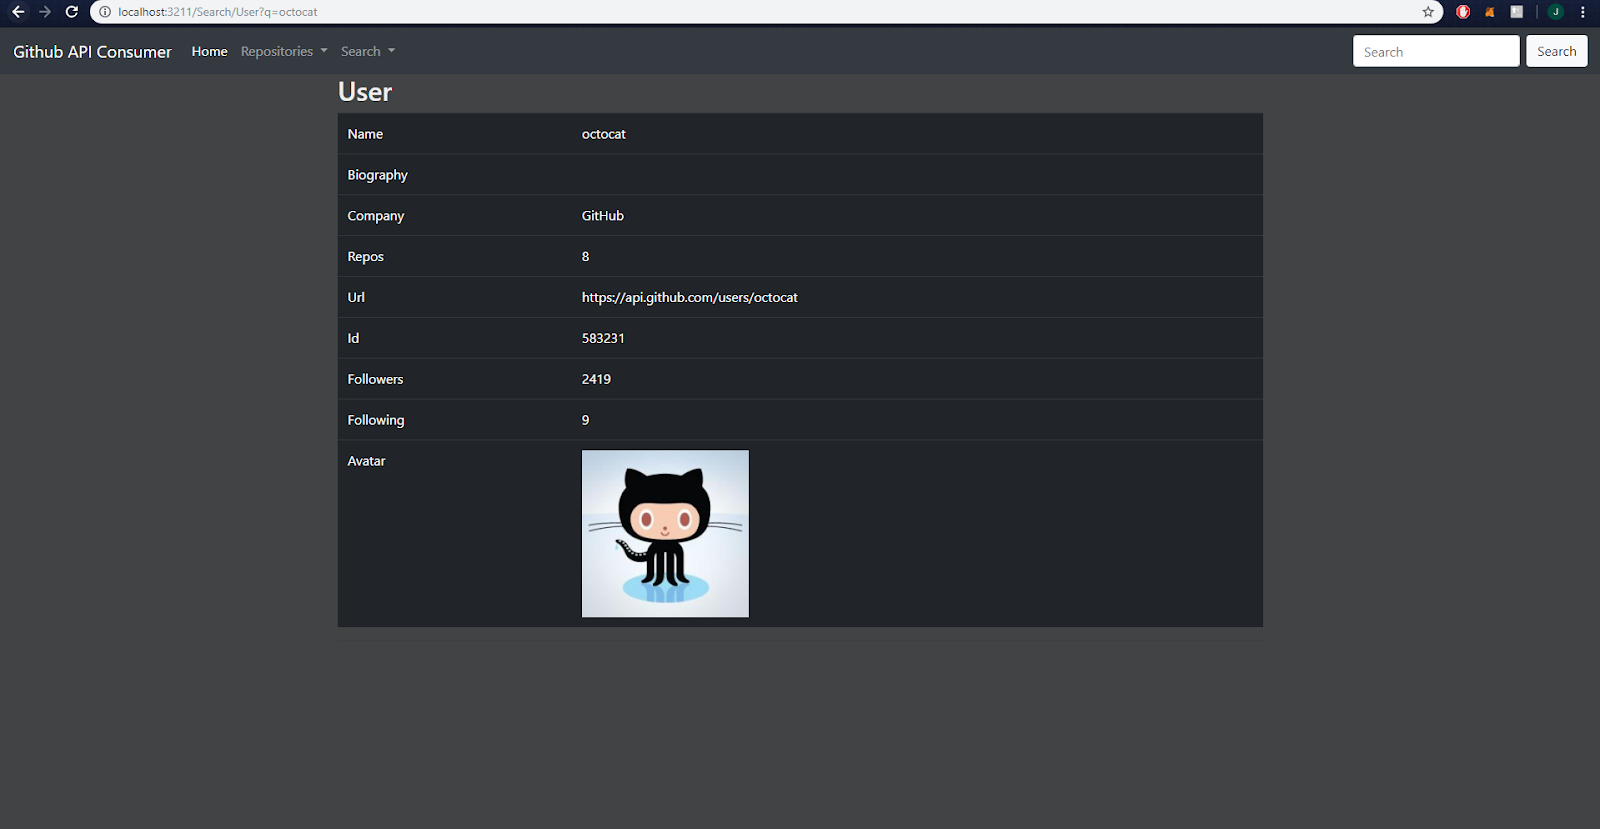 localhost:3211/Search/User?q=octocat
J
Github API Consumer Home Repositories Search Search Search
User
Name octocat
Biography
Company GitHub
Repos 8
Url https://api.github.com/users/octocat
Id 583231
Followers 2419
Following 9
Avatar